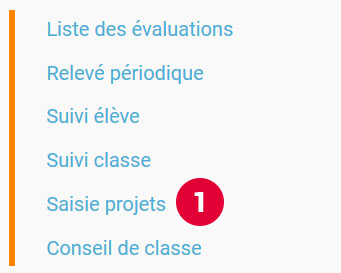 Liste des évaluations
Relevé périodique
Suivi élève
Suivi classe
Saisie projets 1
Conseil de classe